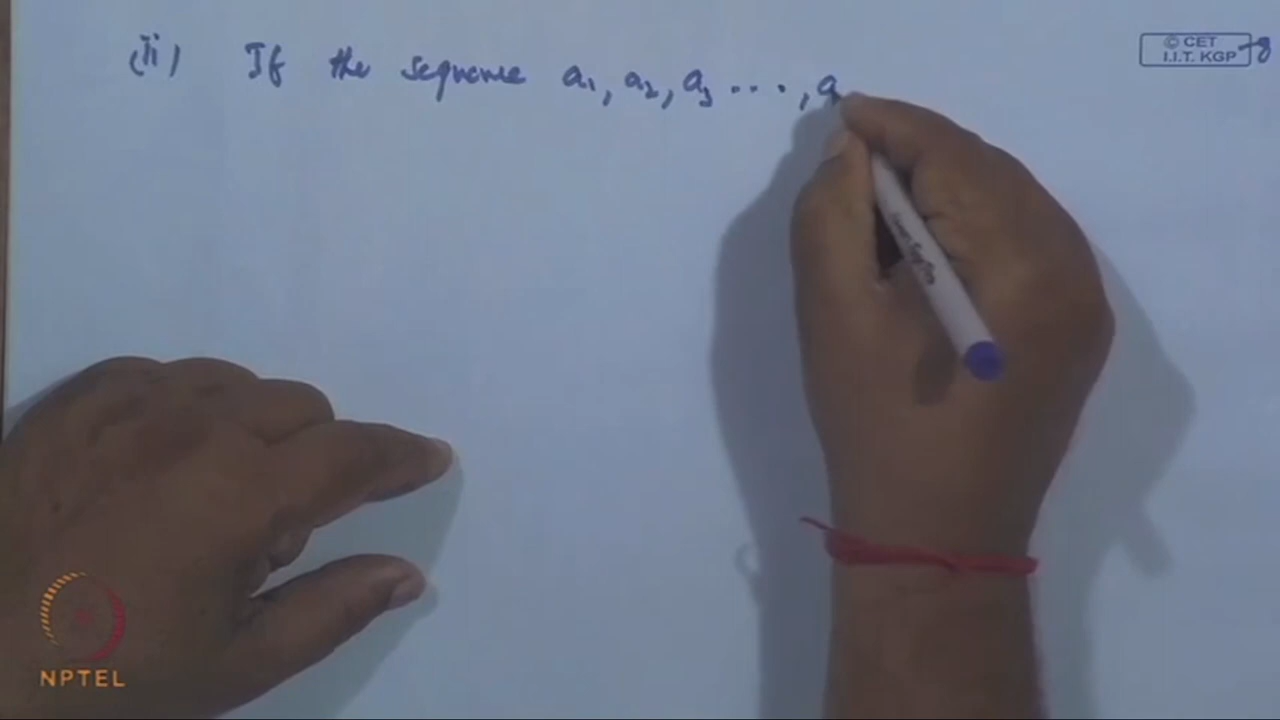 (ii) If the sequence a₁, a₂, a₃ ...., a
© CET
I.I.T. KGP
NPTEL